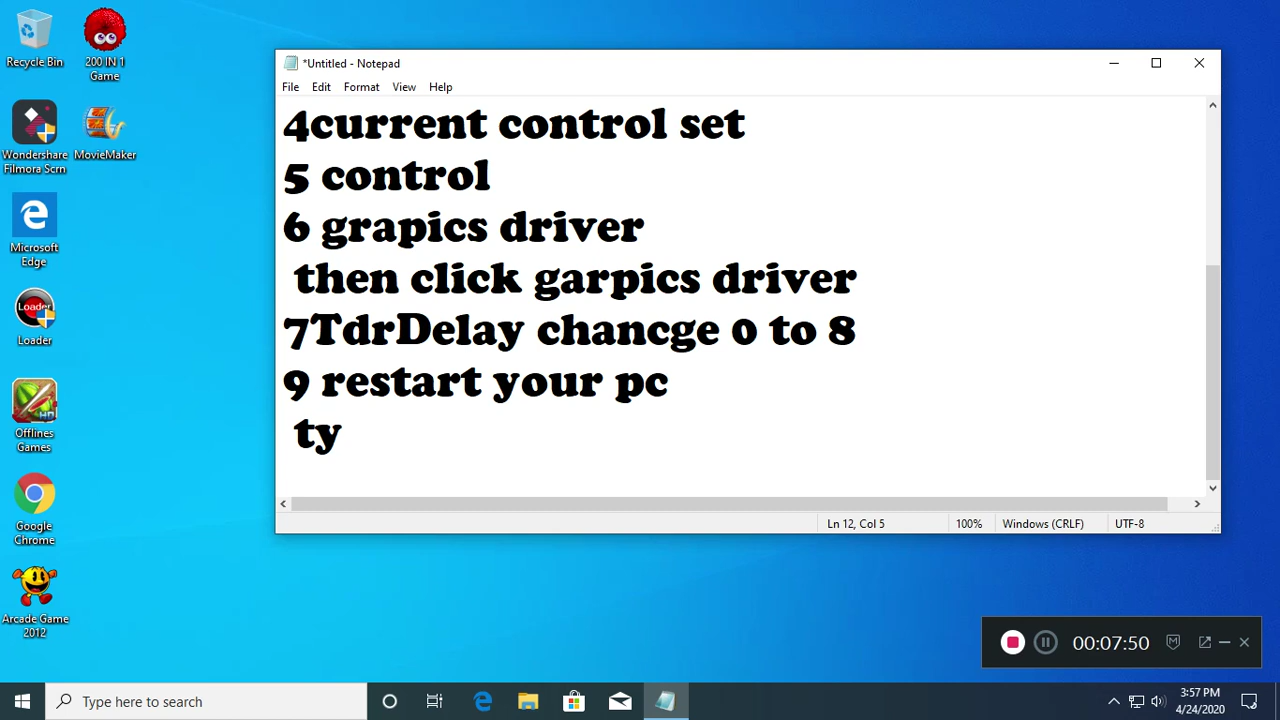 Recycle Bin
200 IN 1
Game
Wondershare
Filmora Scrn
MovieMaker
Microsoft
Edge
Loader
Loader
HD
Offlines
Games
Google
Chrome
Arcade Game
2012
*Untitled - Notepad
File Edit Format View Help
4current control set
5 control
6 grapics driver
then click garpics driver
7TdrDelay chancge 0 to 8
9 restart your pc
ty
Ln 12, Col 5 100% Windows (CRLF) UTF-8
00:07:50
Type here to search
3:57 PM
4/24/2020